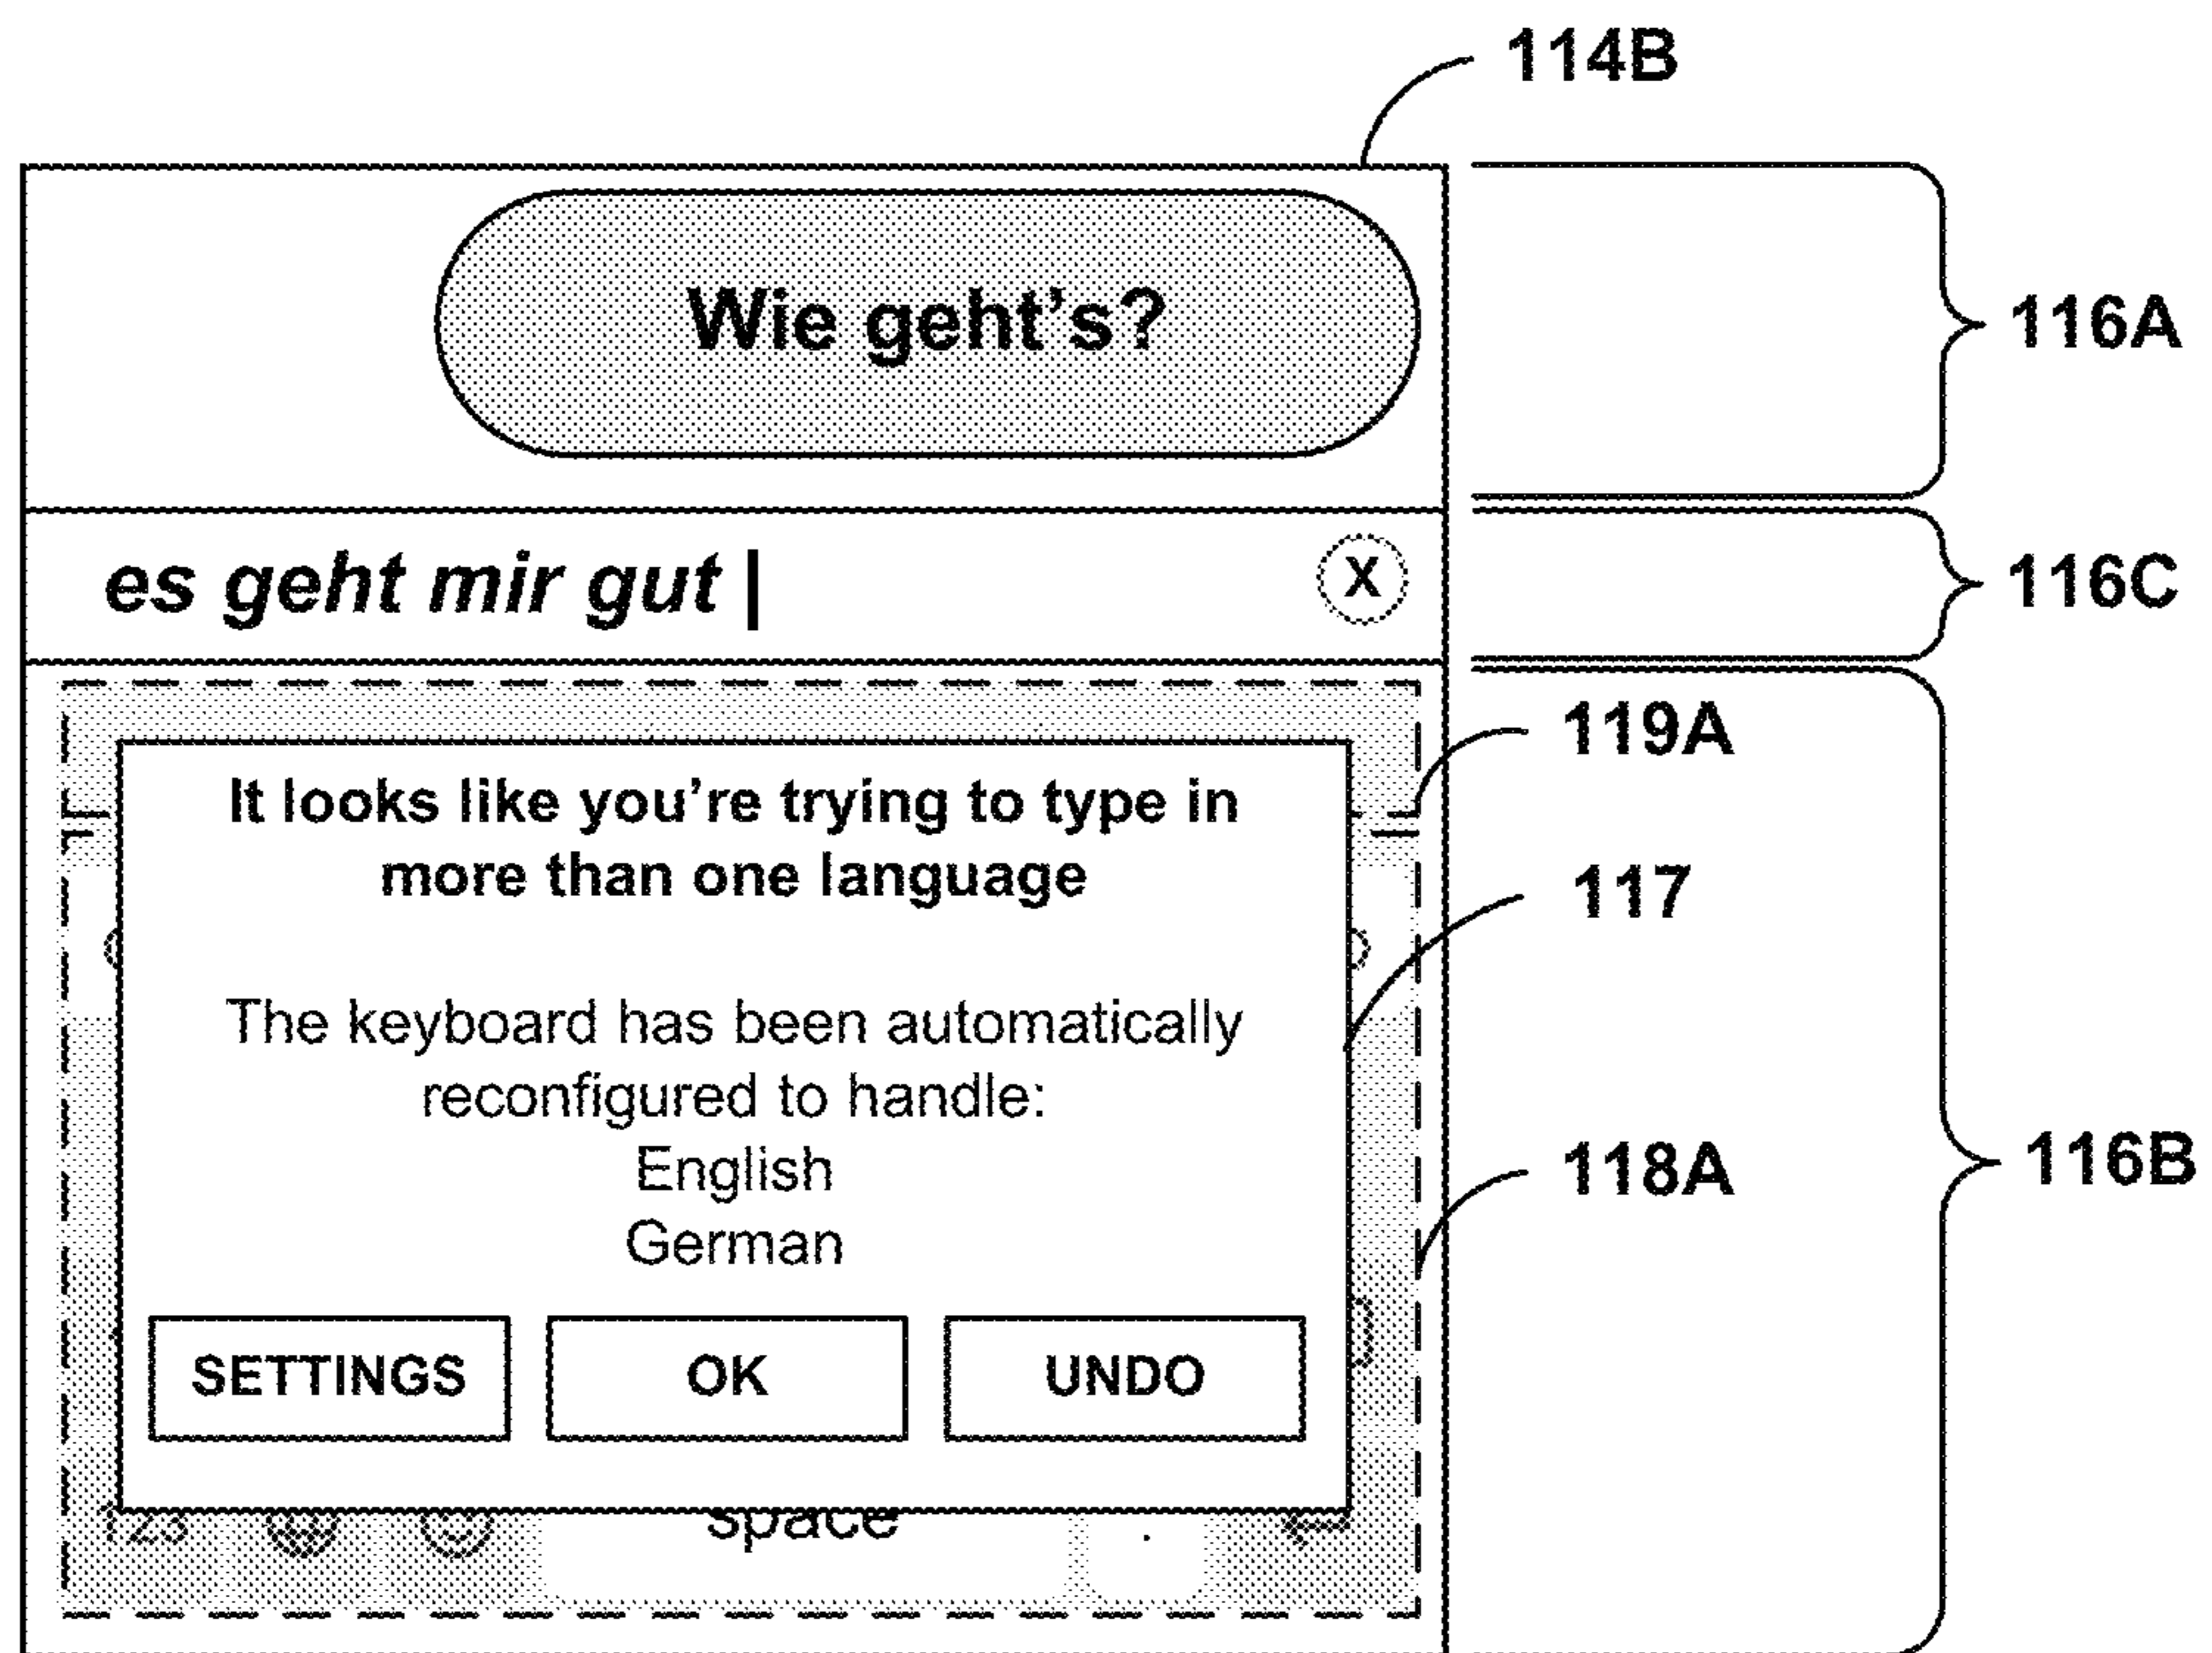 114B
Wie geht's?
116A
es geht mir gut
X
116C
119A
It looks like you're trying to type in
more than one language
117
The keyboard has been automatically
reconfigured to handle:
English
German
118A
116B
SETTINGS
OK
UNDO
123
space
.